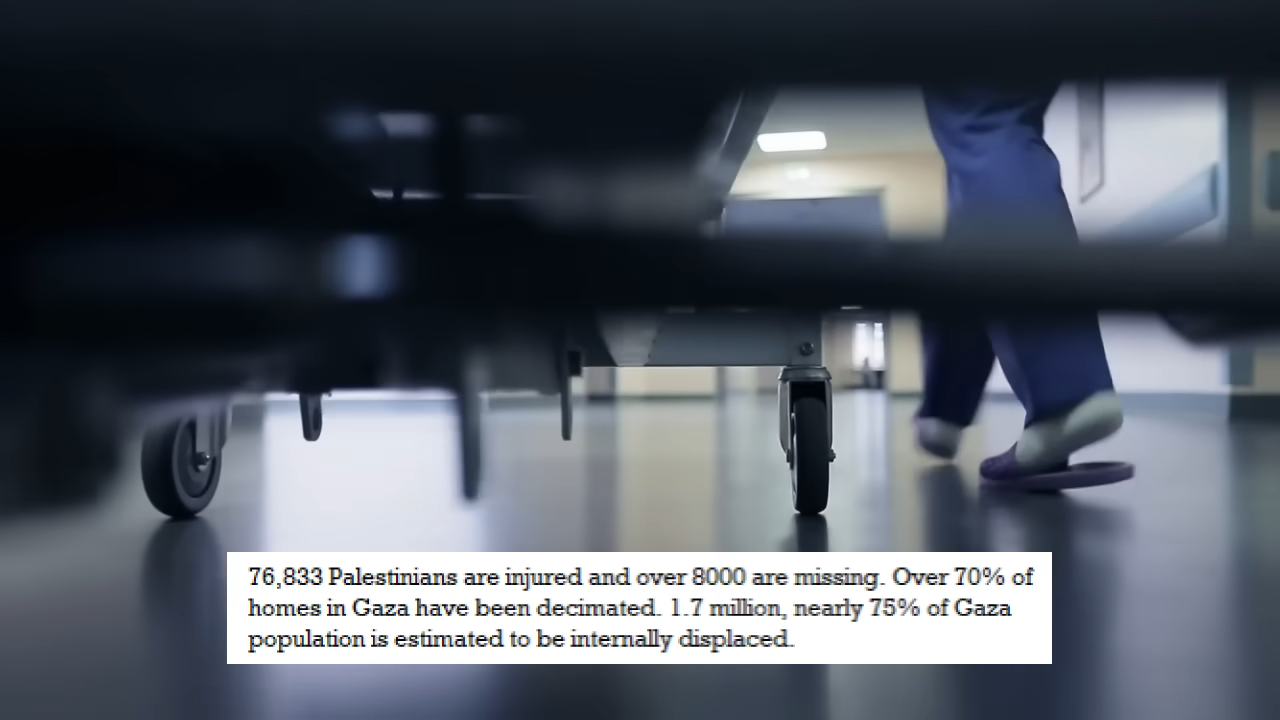 76,833 Palestinians are injured and over 8000 are missing. Over 70% of
homes in Gaza have been decimated. 1.7 million, nearly 75% of Gaza
population is estimated to be internally displaced.